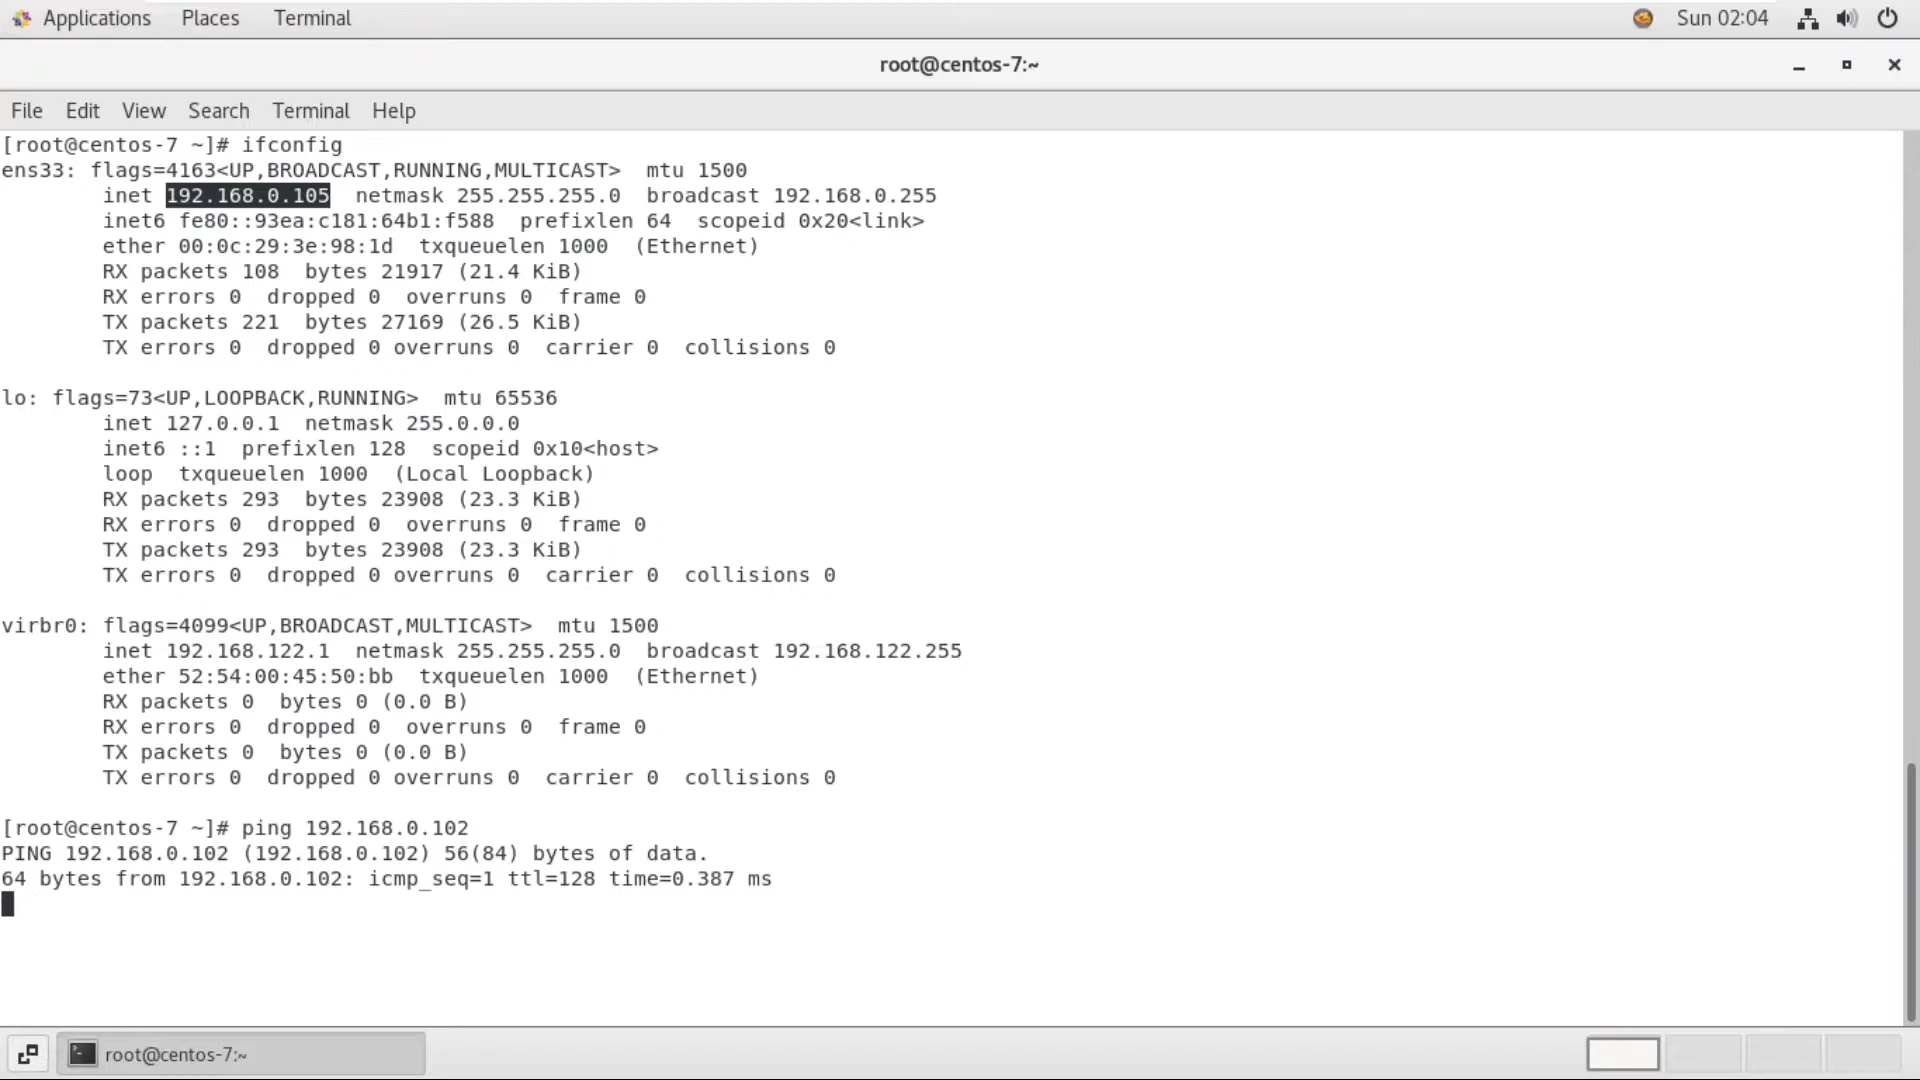 Applications Places Terminal Sun 02:04
root@centos-7:~
File Edit View Search Terminal Help
[root@centos-7 ~]# ifconfig
ens33: flags=4163<UP,BROADCAST,RUNNING,MULTICAST>  mtu 1500
        inet 192.168.0.105  netmask 255.255.255.0  broadcast 192.168.0.255
        inet6 fe80::93ea:c181:64b1:f588  prefixlen 64  scopeid 0x20<link>
        ether 00:0c:29:3e:98:1d  txqueuelen 1000  (Ethernet)
        RX packets 108  bytes 21917 (21.4 KiB)
        RX errors 0  dropped 0  overruns 0  frame 0
        TX packets 221  bytes 27169 (26.5 KiB)
        TX errors 0  dropped 0 overruns 0  carrier 0  collisions 0

lo: flags=73<UP,LOOPBACK,RUNNING>  mtu 65536
        inet 127.0.0.1  netmask 255.0.0.0
        inet6 ::1  prefixlen 128  scopeid 0x10<host>
        loop  txqueuelen 1000  (Local Loopback)
        RX packets 293  bytes 23908 (23.3 KiB)
        RX errors 0  dropped 0  overruns 0  frame 0
        TX packets 293  bytes 23908 (23.3 KiB)
        TX errors 0  dropped 0 overruns 0  carrier 0  collisions 0

virbr0: flags=4099<UP,BROADCAST,MULTICAST>  mtu 1500
        inet 192.168.122.1  netmask 255.255.255.0  broadcast 192.168.122.255
        ether 52:54:00:45:50:bb  txqueuelen 1000  (Ethernet)
        RX packets 0  bytes 0 (0.0 B)
        RX errors 0  dropped 0  overruns 0  frame 0
        TX packets 0  bytes 0 (0.0 B)
        TX errors 0  dropped 0 overruns 0  carrier 0  collisions 0

[root@centos-7 ~]# ping 192.168.0.102
PING 192.168.0.102 (192.168.0.102) 56(84) bytes of data.
64 bytes from 192.168.0.102: icmp_seq=1 ttl=128 time=0.387 ms
root@centos-7:~